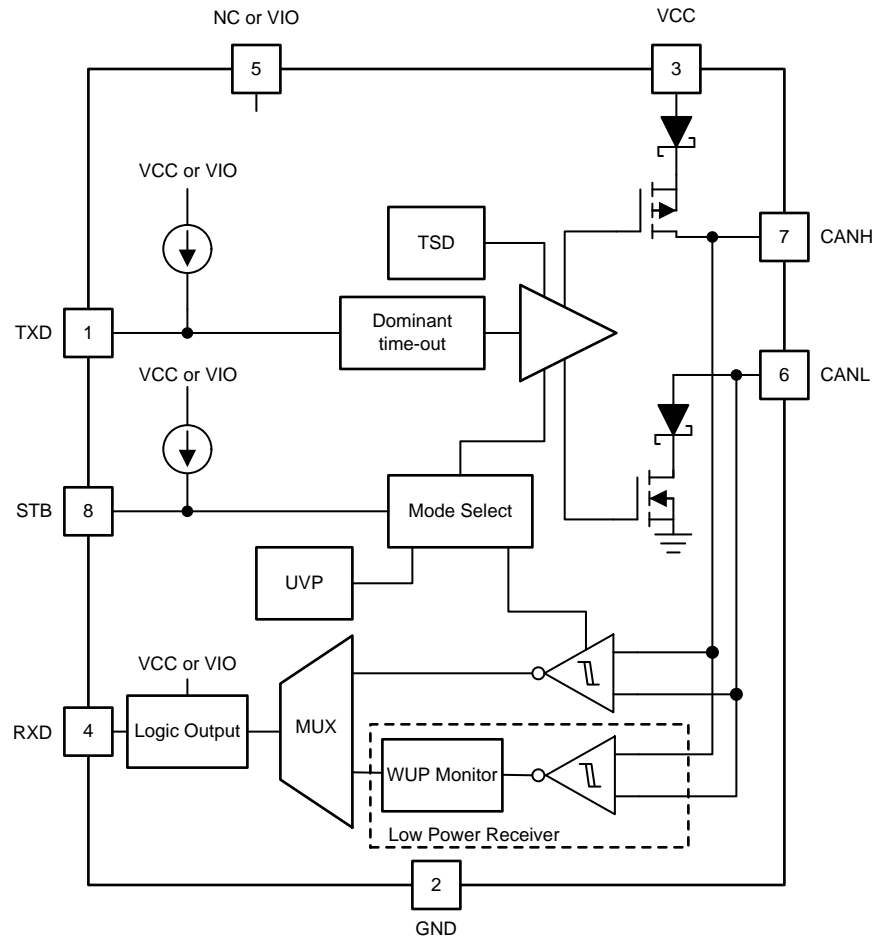 NC or VIO
VCC
5
3
VCC or VIO
TSD
7
CANH
TXD
1
Dominant
time-out
VCC or VIO
6
CANL
STB
8
Mode Select
UVP
VCC or VIO
RXD
4
Logic Output
MUX
WUP Monitor
Low Power Receiver
2
GND